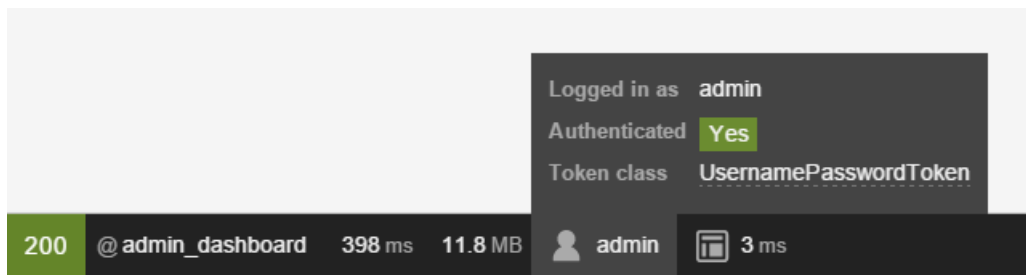 Logged in as admin
Authenticated Yes
Token class UsernamePasswordToken
200 @ admin_dashboard 398 ms 11.8 MB admin 3 ms